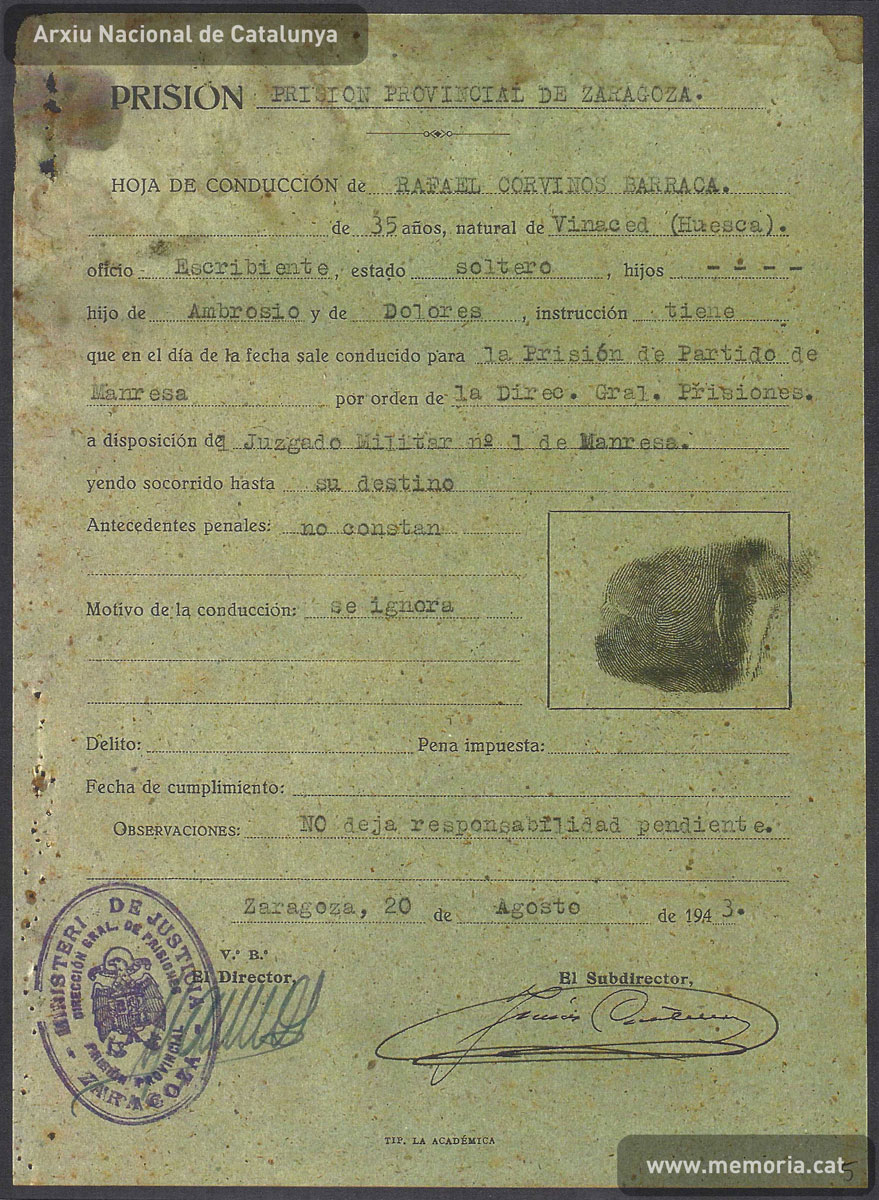 Arxiu Nacional de Catalunya
PRISIÓN PRISION PROVINCIAL DE ZARAGOZA.
HOJA DE CONDUCCIÓN de RAFAEL CORVINOS BARRACA.
de 35 años, natural de Vinaced (Huesca).
oficio Escribiente, estado soltero, hijos - - - -
hijo de Ambrosio y de Dolores, instrucción tiene
que en el día de la fecha sale conducido para la Prisión de Partido de
Manresa por orden de la Direc. Gral. Prisiones.
a disposición del Juzgado Militar nº 1 de Manresa.
yendo socorrido hasta su destino
Antecedentes penales: no constan
Motivo de la conducción: se ignora
Delito: Pena impuesta:
Fecha de cumplimiento:
OBSERVACIONES: NO deja responsabilidad pendiente.
Zaragoza, 20 de Agosto de 1943.
V.º B.º
El Director,
El Subdirector,
MINISTERI DE JUSTICIA
DIRECCIÓN GRAL. DE PRISIONES
PRISIÓN PROVINCIAL
- ZARAGOZA -
TIP. LA ACADÉMICA
www.memoria.cat
5